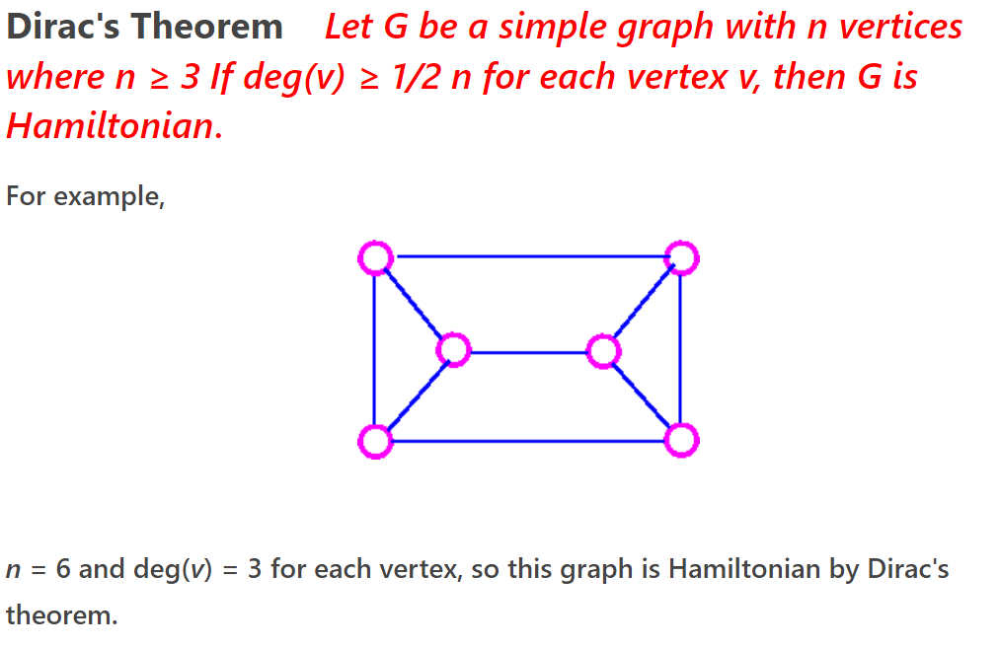 Dirac's Theorem Let G be a simple graph with n vertices
where n ≥ 3 If deg(v) ≥ 1/2 n for each vertex v, then G is
Hamiltonian.
For example,
n = 6 and deg(v) = 3 for each vertex, so this graph is Hamiltonian by Dirac's
theorem.